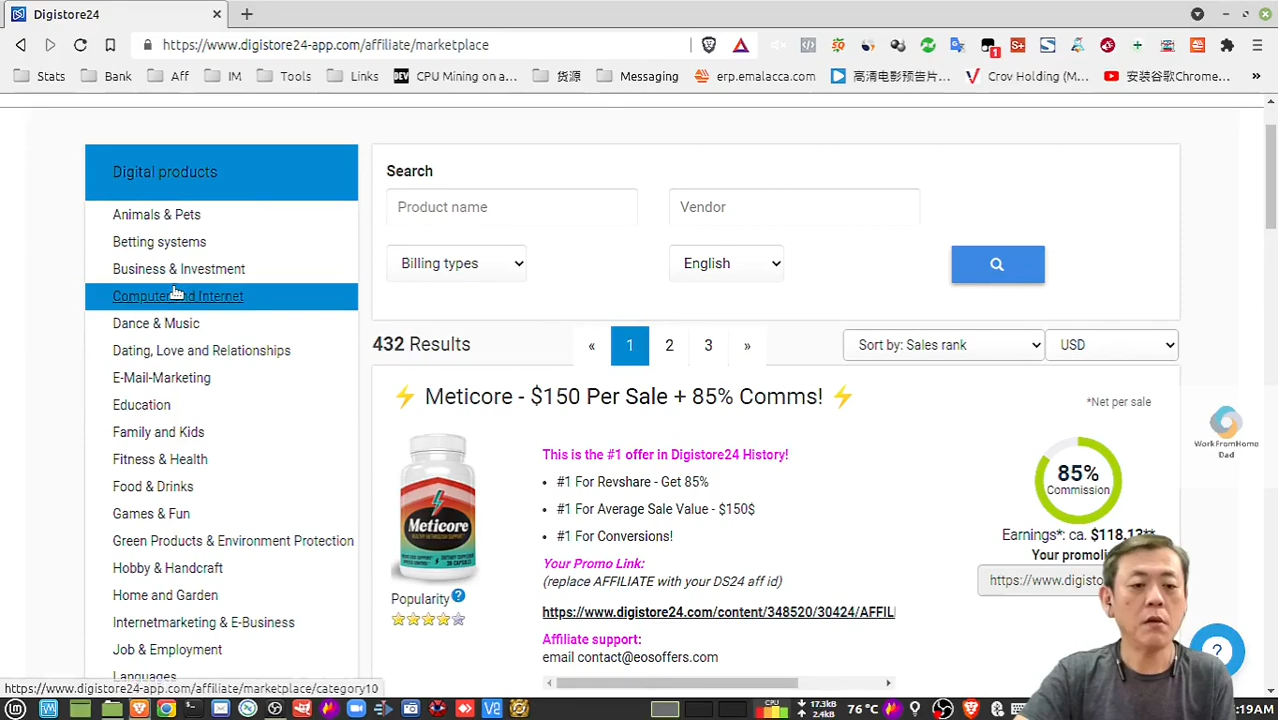 Digistore24
https://www.digistore24-app.com/affiliate/marketplace
Stats
Bank
Aff
IM
Tools
Links
DEV
CPU Mining on a...
货源
Messaging
erp.emalacca.com
高清电影预告片...
Crov Holding (M...
安装谷歌Chrome...
»
Digital products
Animals & Pets
Betting systems
Business & Investment
Computer and Internet
Dance & Music
Dating, Love and Relationships
E-Mail-Marketing
Education
Family and Kids
Fitness & Health
Food & Drinks
Games & Fun
Green Products & Environment Protection
Hobby & Handcraft
Home and Garden
Internetmarketing & E-Business
Job & Employment
Languages
Search
Product name
Vendor
Billing types
English
432 Results
« 1 2 3 »
Sort by: Sales rank
USD
⚡ Meticore - $150 Per Sale + 85% Comms! ⚡
*Net per sale
Meticore
Popularity ?
This is the #1 offer in Digistore24 History!
• #1 For Revshare - Get 85%
• #1 For Average Sale Value - $150$
• #1 For Conversions!
Your Promo Link:
(replace AFFILIATE with your DS24 aff id)
https://www.digistore24.com/content/348520/30424/AFFIL
Affiliate support:
email contact@eosoffers.com
85%
Commission
Earnings*: ca. $118.13**
Your promoli
https://www.digisto
WorkFromHome
Dad
?
https://www.digistore24-app.com/affiliate/marketplace/category10
CPU
17.3kB
2.4kB
76 °C
:19AM